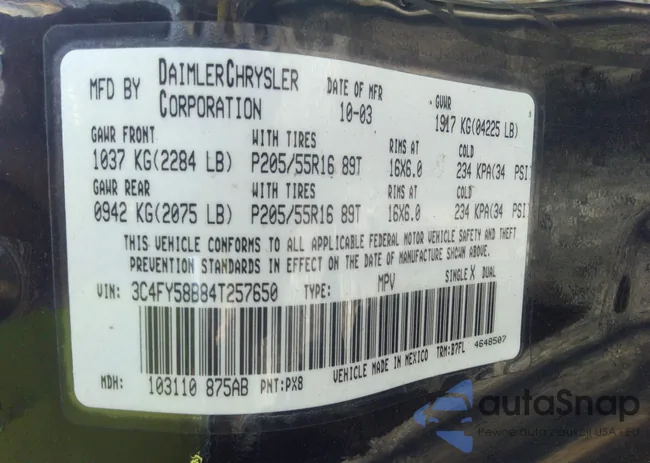 MFD BY DAIMLERCHRYSLER CORPORATION DATE OF MFR 10-03 GVWR 1917 KG(04225 LB)
GAWR FRONT WITH TIRES RIMS AT COLD
1037 KG(2284 LB) P205/55R16 89T 16X6.0 234 KPA(34 PSI)
GAWR REAR WITH TIRES RIMS AT COLD
0942 KG(2075 LB) P205/55R16 89T 16X6.0 234 KPA(34 PSI)
THIS VEHICLE CONFORMS TO ALL APPLICABLE FEDERAL MOTOR VEHICLE SAFETY AND THEFT
PREVENTION STANDARDS IN EFFECT ON THE DATE OF MANUFACTURE SHOWN ABOVE.
VIN: 3C4FY58B84T257650 TYPE: MPV SINGLE X DUAL
4648507
MDH: 103110 875AB PNT:PX8 VEHICLE MADE IN MEXICO TRM:B7FL
autoSnap